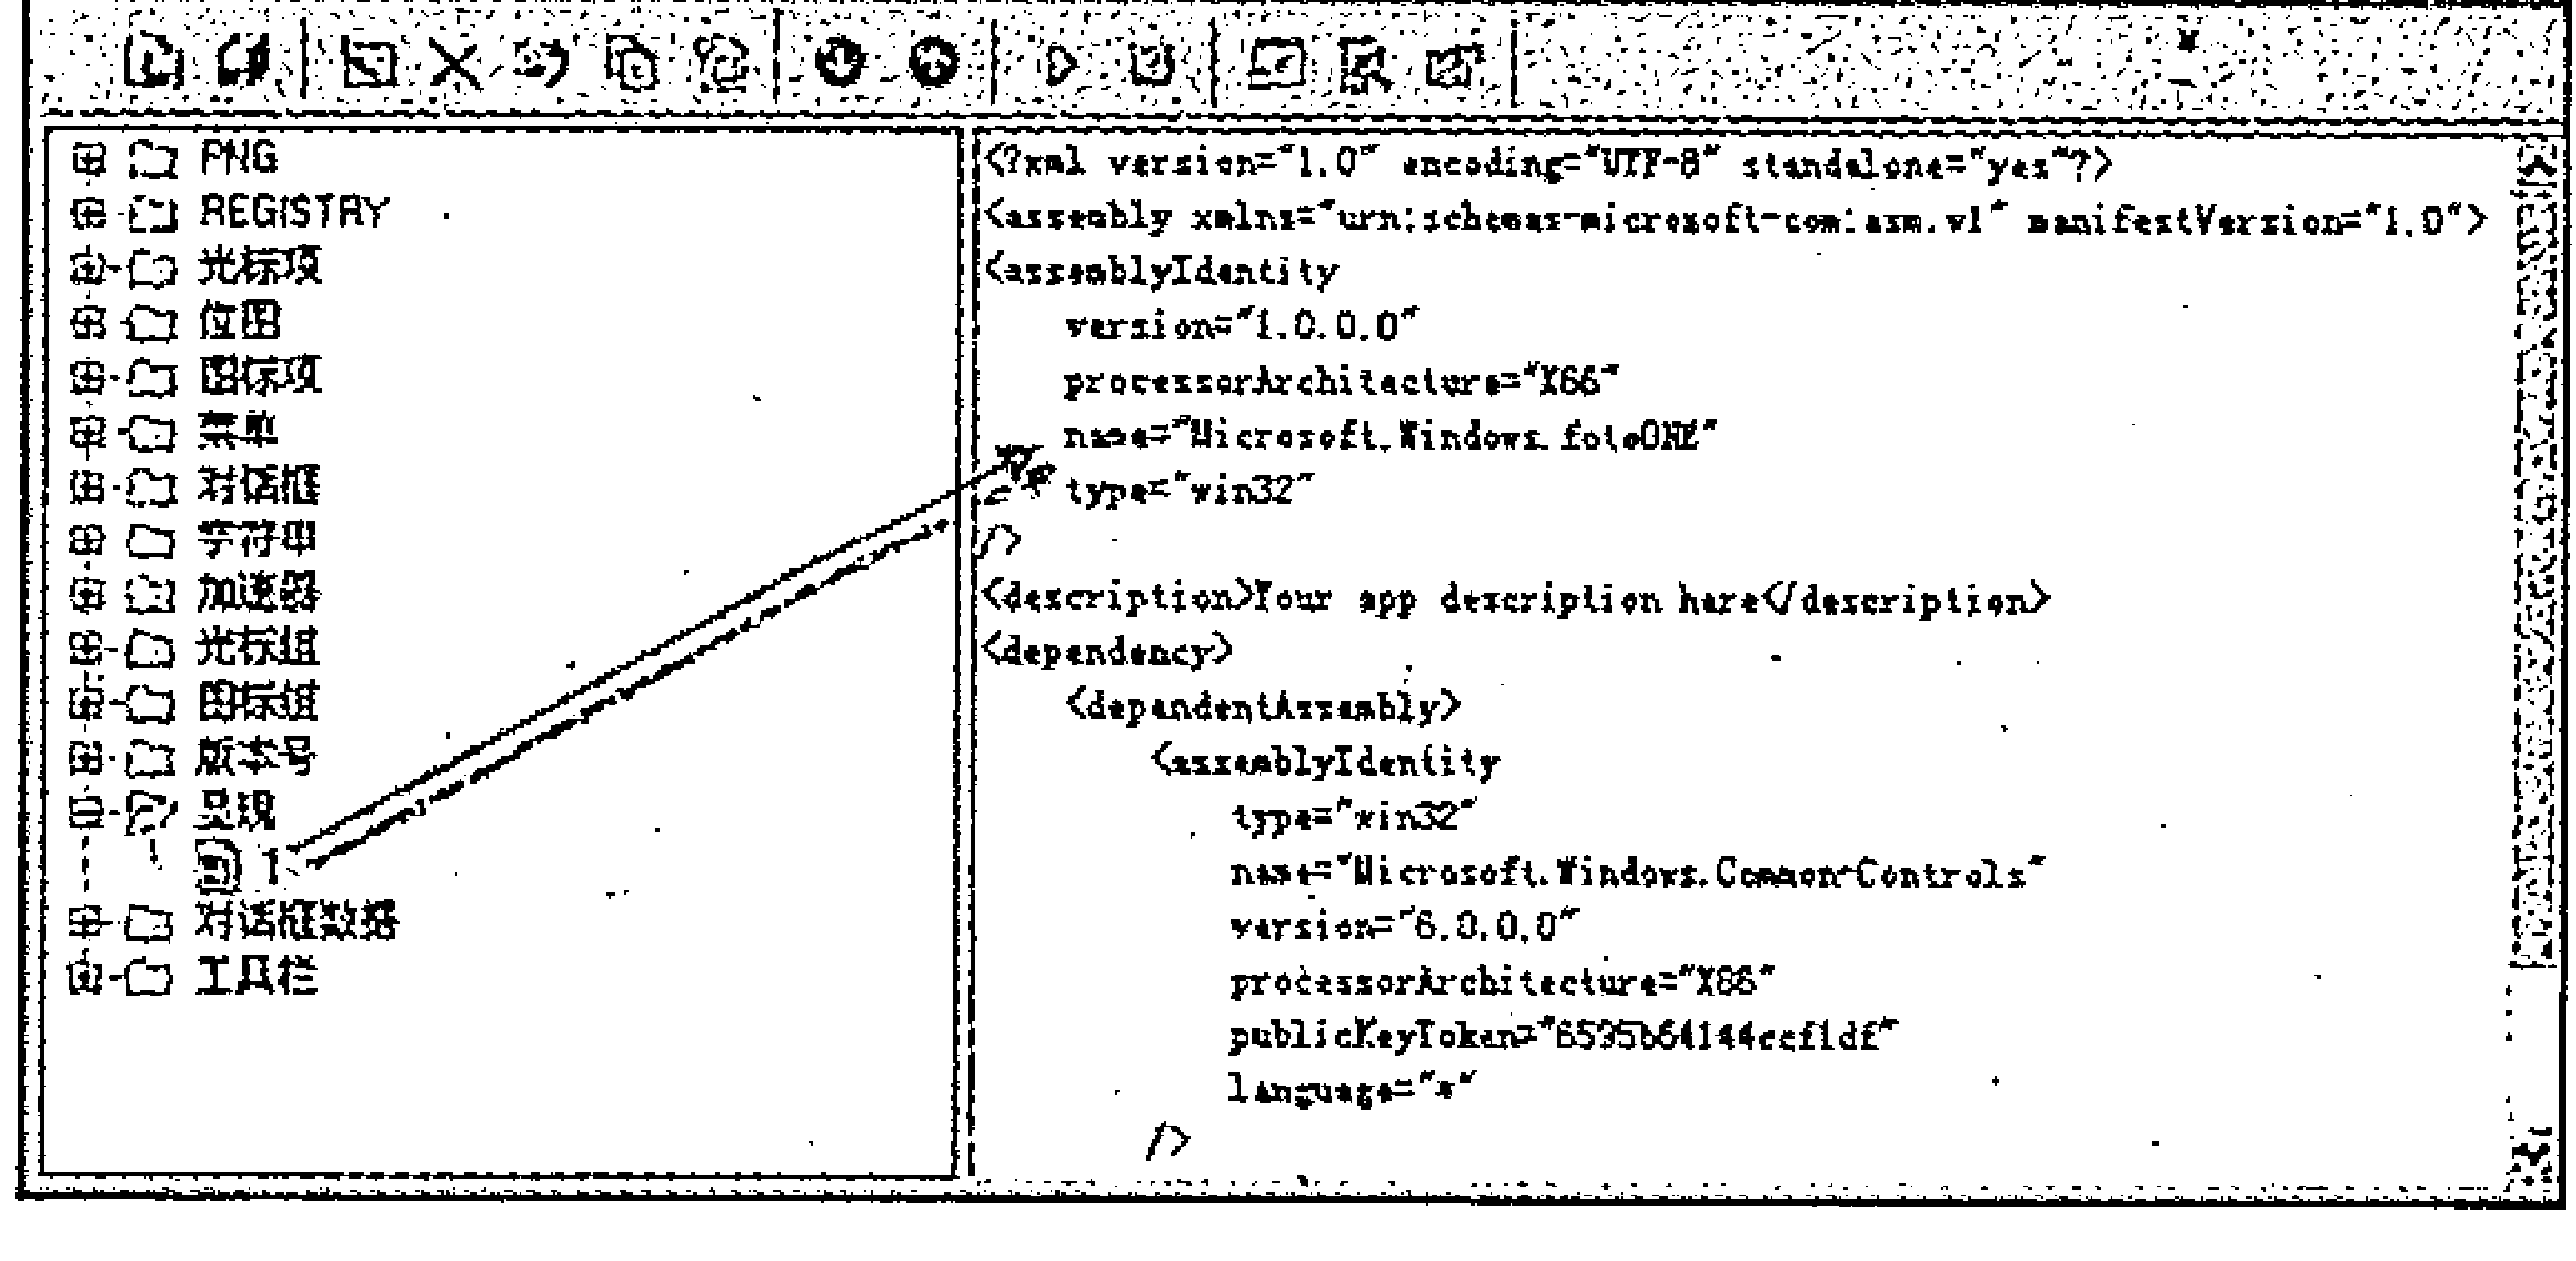 PNG
REGISTRY
光标项
位图
图标项
菜单
对话框
字符串
加速器
光标组
图标组
版本号
呈现
1
对话框数据
工具栏
<?xml version="1.0" encoding="UTF-8" standalone="yes"?>
<assembly xmlns="urn:schemas-microsoft-com:asm.v1" manifestVersion="1.0">
<assemblyIdentity
version="1.0.0.0"
processorArchitecture="X86"
name="Microsoft.Windows.fotoONE"
type="win32"
/>
<description>Your app description here</description>
<dependency>
<dependentAssembly>
<assemblyIdentity
type="win32"
name="Microsoft.Windows.Common-Controls"
version="6.0.0.0"
processorArchitecture="X86"
publicKeyToken="6595b64144ccf1df"
language="*"
/>